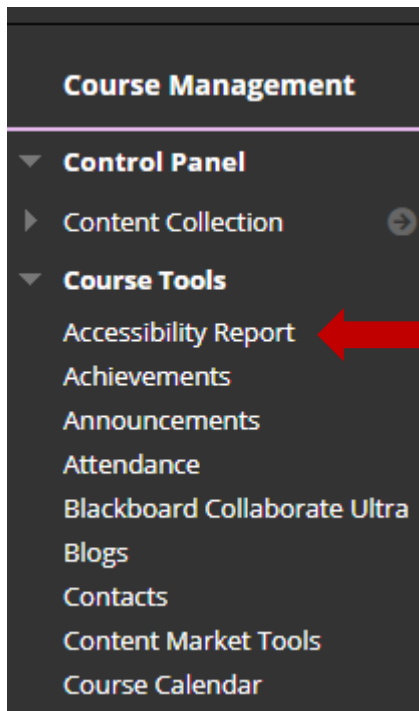 Course Management
Control Panel
Content Collection
Course Tools
Accessibility Report
Achievements
Announcements
Attendance
Blackboard Collaborate Ultra
Blogs
Contacts
Content Market Tools
Course Calendar